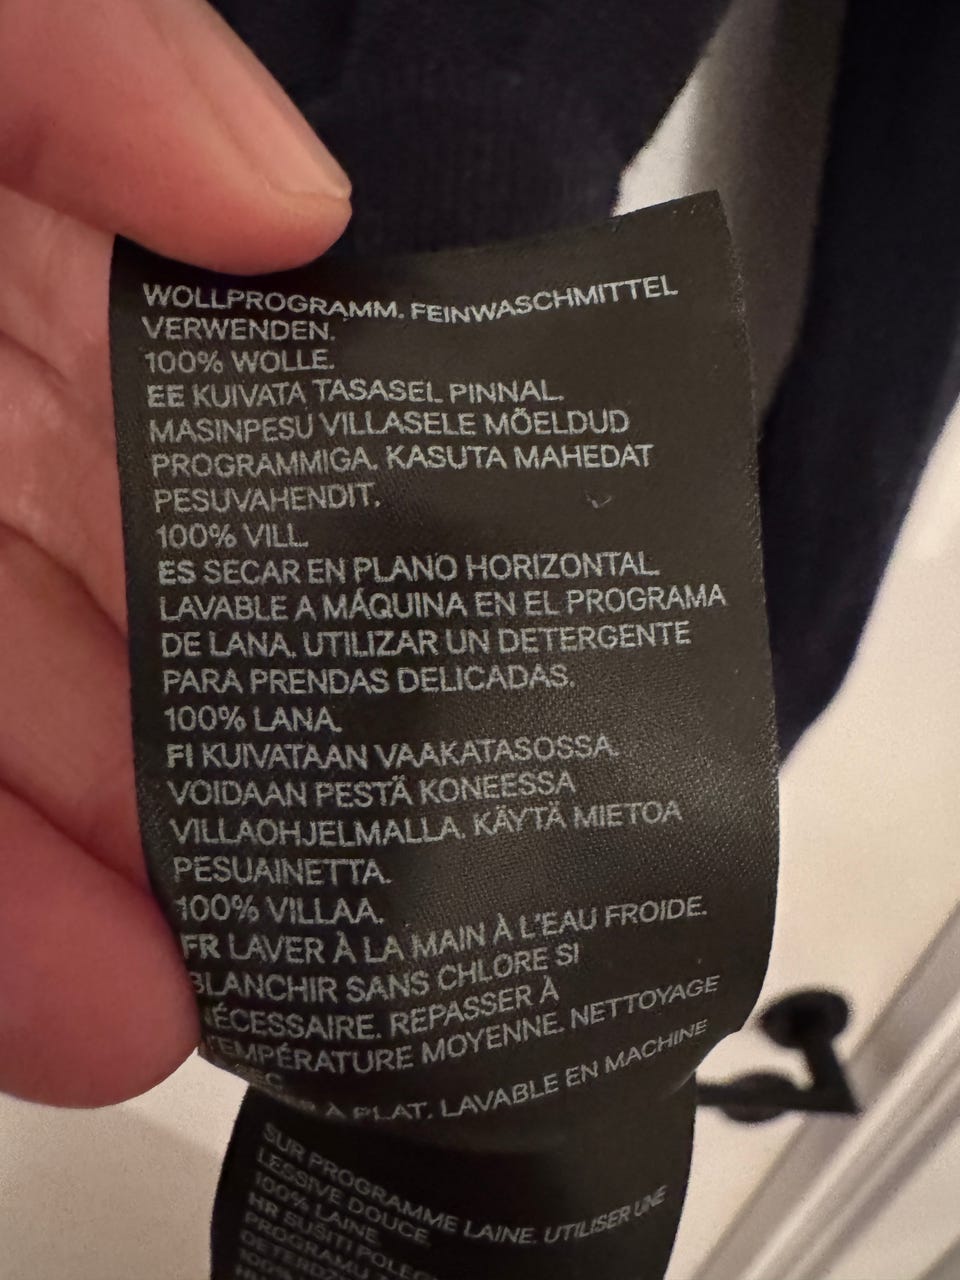 WOLLPROGRAMM. FEINWASCHMITTEL
VERWENDEN.
100% WOLLE.
EE KUIVATA TASASEL PINNAL.
MASINPESU VILLASELE MÕELDUD
PROGRAMMIGA. KASUTA MAHEDAT
PESUVAHENDIT.
100% VILL.
ES SECAR EN PLANO HORIZONTAL.
LAVABLE A MÁQUINA EN EL PROGRAMA
DE LANA. UTILIZAR UN DETERGENTE
PARA PRENDAS DELICADAS.
100% LANA.
FI KUIVATAAN VAAKATASOSSA.
VOIDAAN PESTÄ KONEESSA
VILLAOHJELMALLA. KÄYTÄ MIETOA
PESUAINETTA.
100% VILLAA.
FR LAVER À LA MAIN À L'EAU FROIDE.
BLANCHIR SANS CHLORE SI
NÉCESSAIRE. REPASSER À
TEMPÉRATURE MOYENNE. NETTOYAGE
À PLAT. LAVABLE EN MACHINE
SUR PROGRAMME LAINE. UTILISER UNE
LESSIVE DOUCE.
100% LAINE.
HR SUŠITI
PROGRAMU